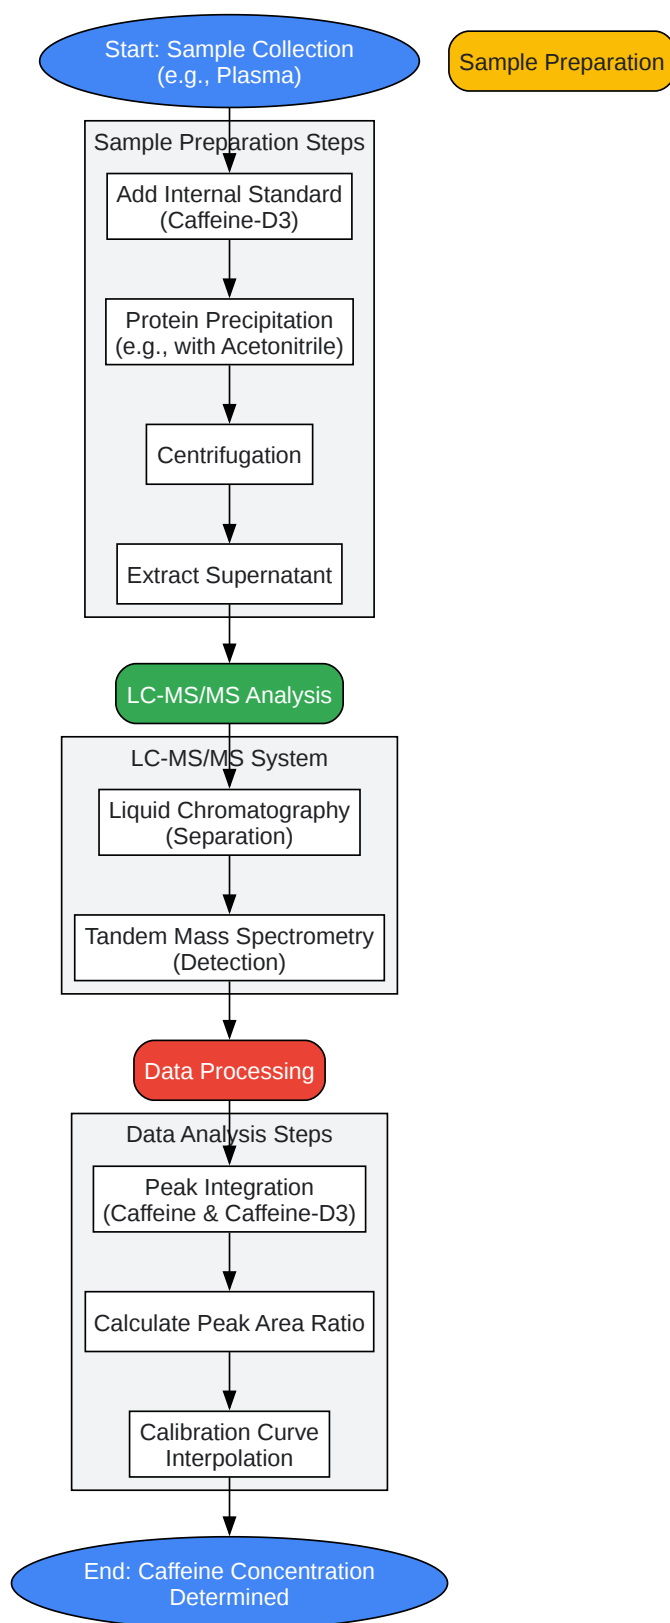 Start: Sample Collection
(e.g., Plasma)
Sample Preparation
Sample Preparation Steps
Add Internal Standard
(Caffeine-D3)
Protein Precipitation
(e.g., with Acetonitrile)
Centrifugation
Extract Supernatant
LC-MS/MS Analysis
LC-MS/MS System
Liquid Chromatography
(Separation)
Tandem Mass Spectrometry
(Detection)
Data Processing
Data Analysis Steps
Peak Integration
(Caffeine & Caffeine-D3)
Calculate Peak Area Ratio
Calibration Curve
Interpolation
End: Caffeine Concentration
Determined